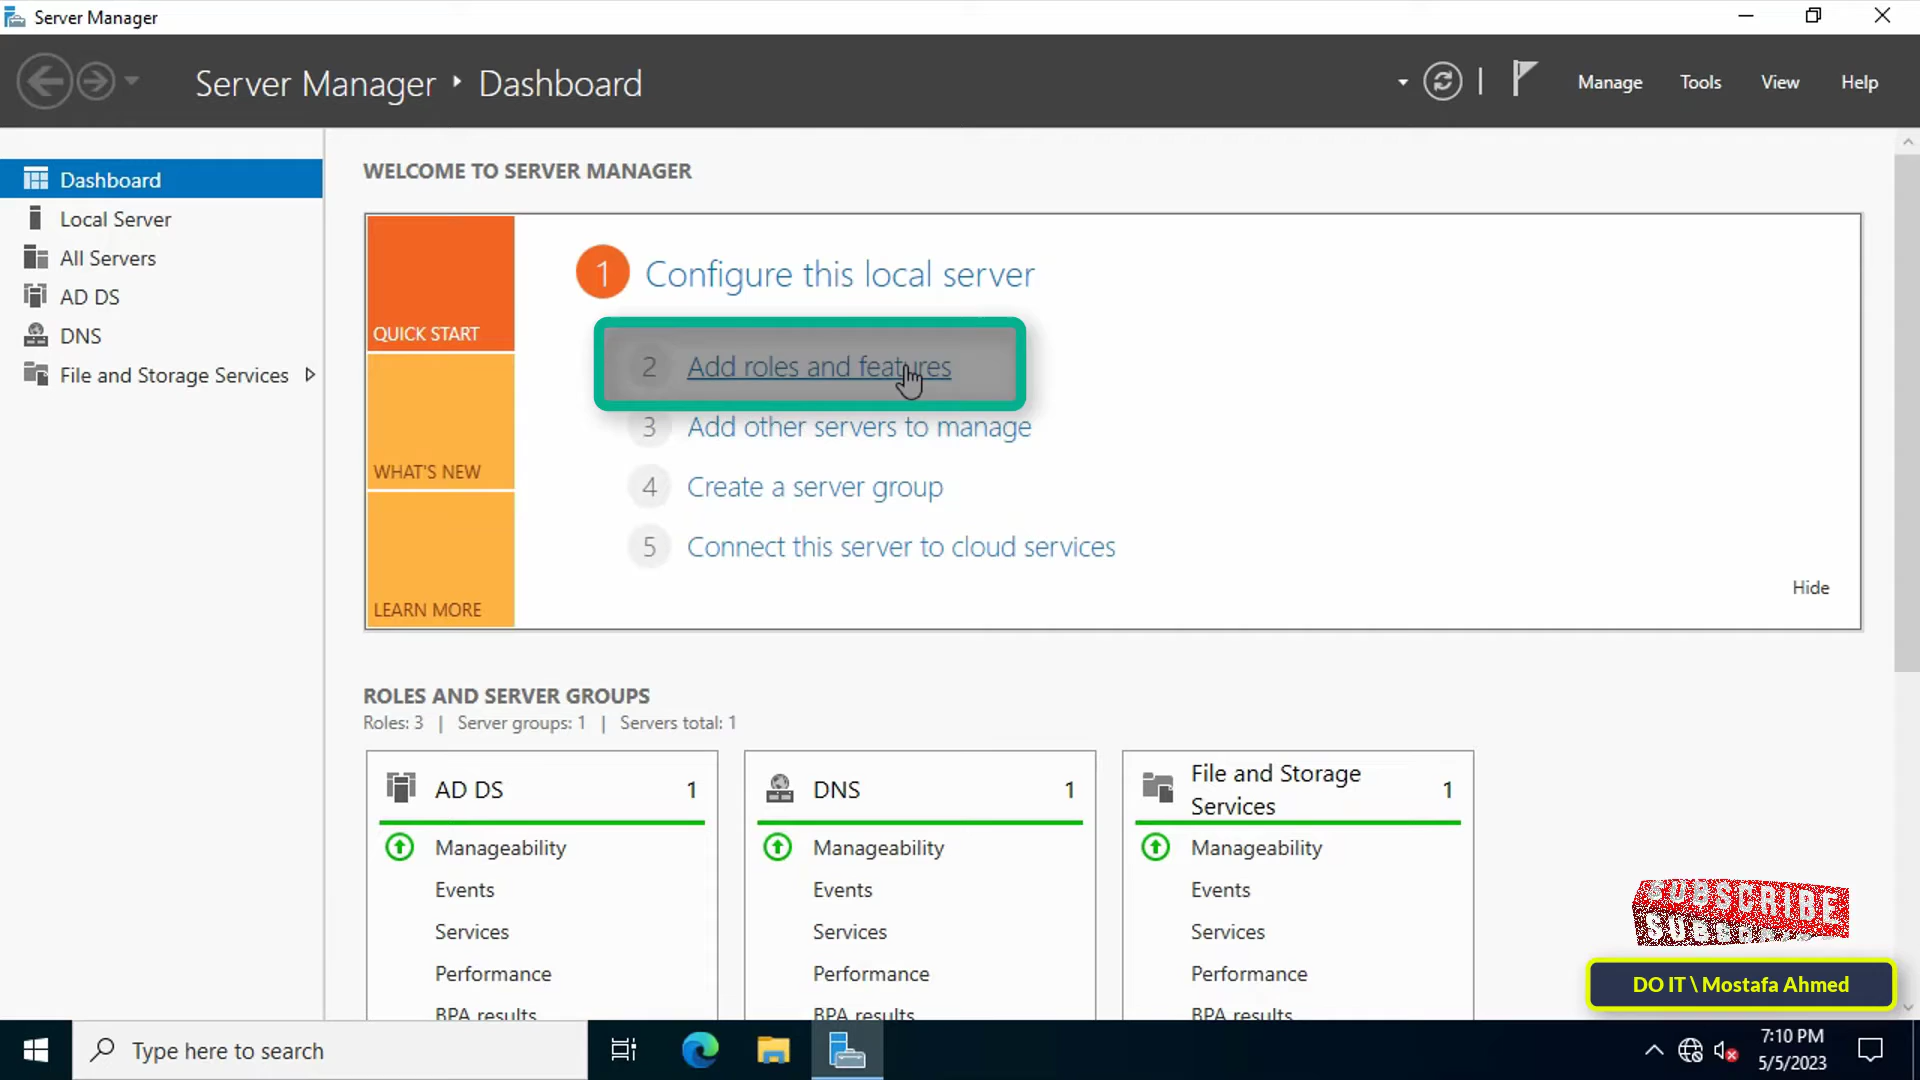 Server Manager
Server Manager ‣ Dashboard
Manage Tools View Help
Dashboard
Local Server
All Servers
AD DS
DNS
File and Storage Services
WELCOME TO SERVER MANAGER
QUICK START
WHAT'S NEW
LEARN MORE
1 Configure this local server
2 Add roles and features
3 Add other servers to manage
4 Create a server group
5 Connect this server to cloud services
Hide
ROLES AND SERVER GROUPS
Roles: 3 | Server groups: 1 | Servers total: 1
AD DS 1
Manageability
Events
Services
Performance
BPA results
DNS 1
Manageability
Events
Services
Performance
BPA results
File and Storage
Services 1
Manageability
Events
Services
Performance
BPA results
SUBSCRIBE
SUBSCRIBE
DO IT \ Mostafa Ahmed
Type here to search
7:10 PM
5/5/2023